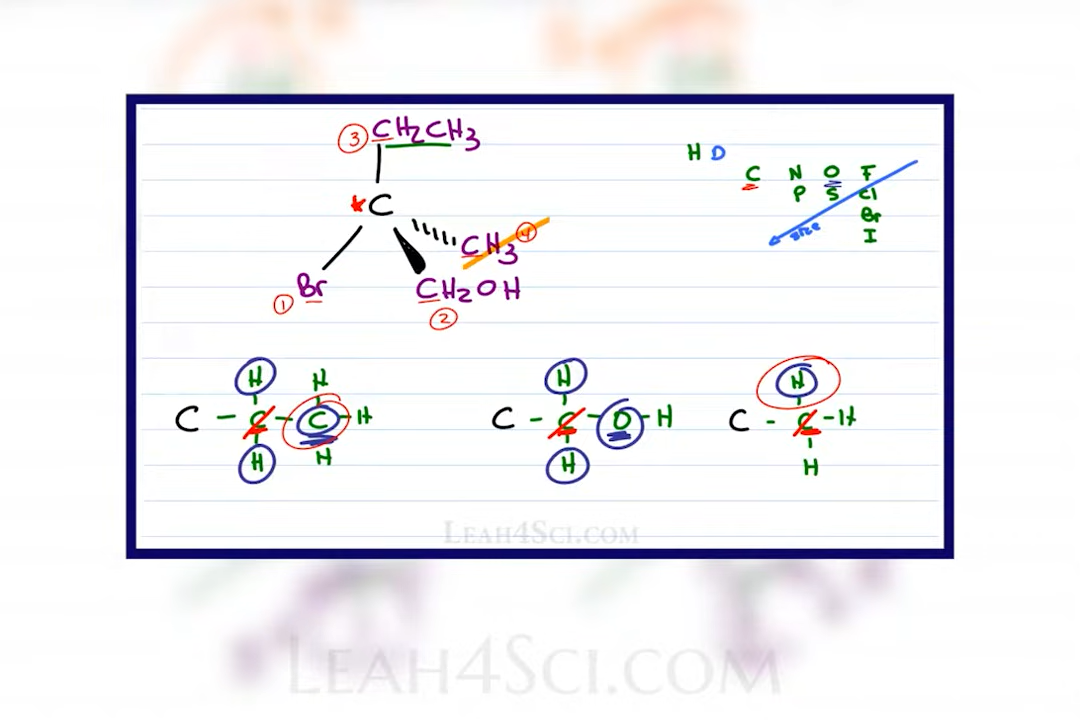 ③ CH₂CH₃
H D
C N O F
P S Cl
Br
I
size
* C
CH₃ ④
① Br
CH₂OH
②
H H H H
C - C - C - H C - C - O - H C - C - H
H H H H
LEAH4SCI.COM
LEAH4SCI.COM